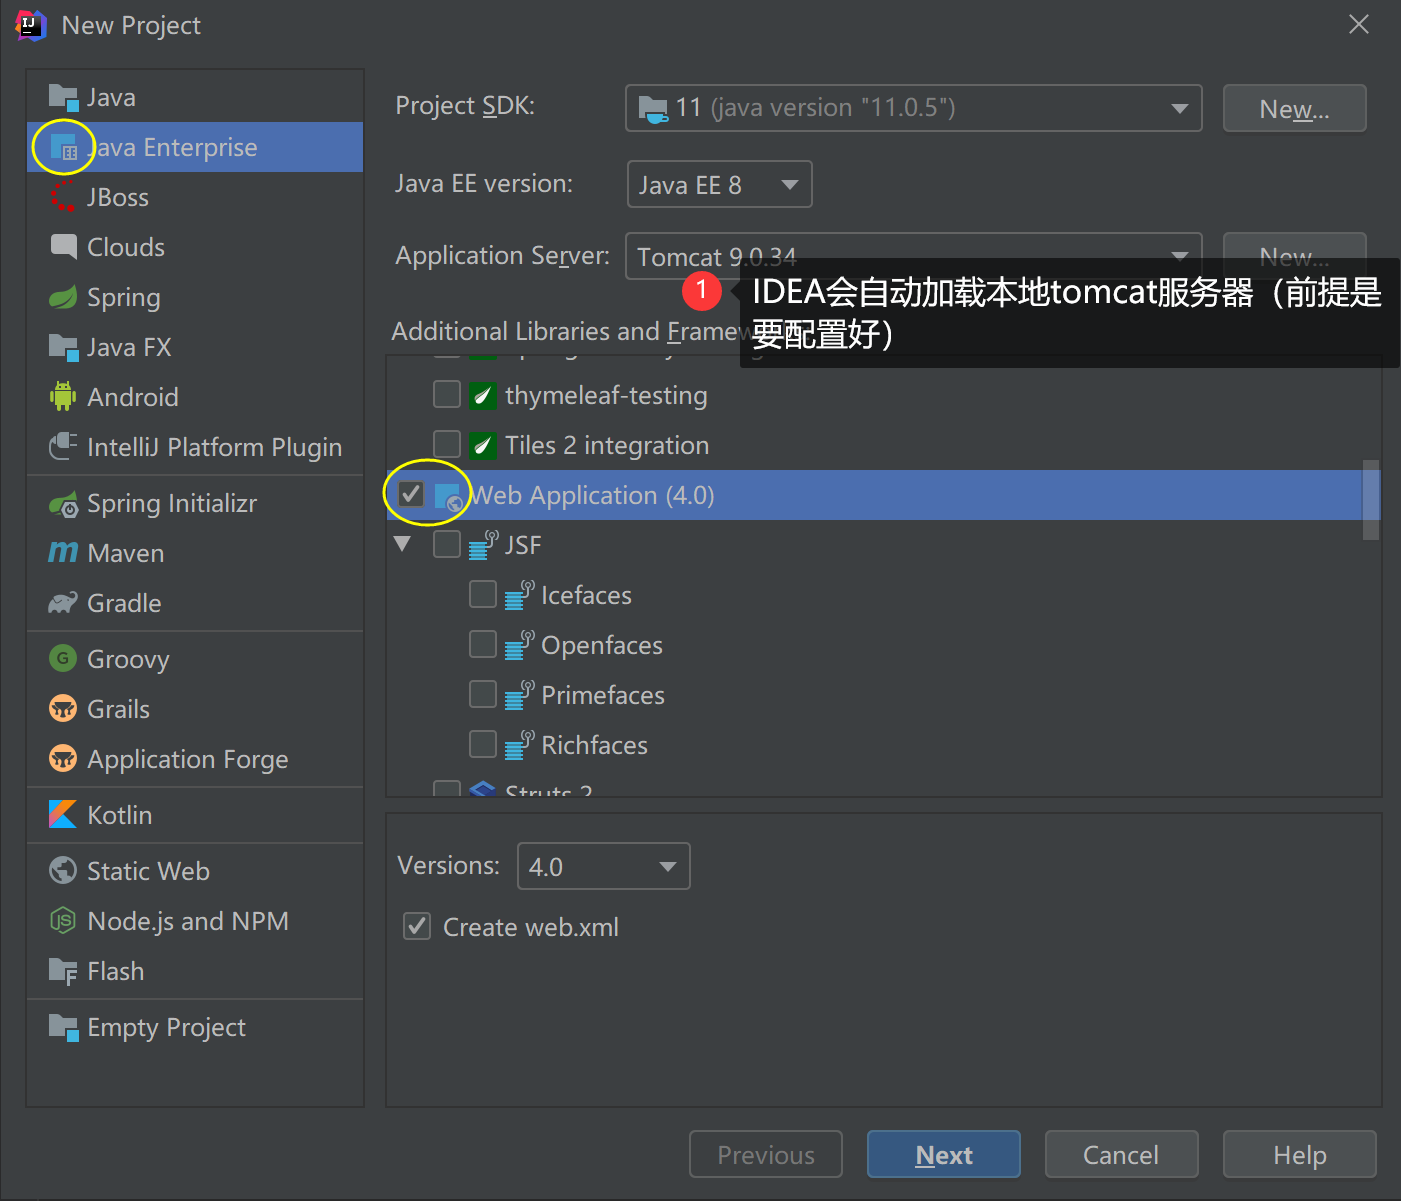 New Project
Java
Java Enterprise
JBoss
Clouds
Spring
Java FX
Android
IntelliJ Platform Plugin
Spring Initializr
Maven
Gradle
Groovy
Grails
Application Forge
Kotlin
Static Web
Node.js and NPM
Flash
Empty Project
Project SDK:
11 (java version "11.0.5")
New...
Java EE version:
Java EE 8
Application Server:
Tomcat 9.0.34
New...
1
IDEA会自动加载本地tomcat服务器（前提是
要配置好）
Additional Libraries and
thymeleaf-testing
Tiles 2 integration
Web Application (4.0)
JSF
Icefaces
Openfaces
Primefaces
Richfaces
Struts 2
Versions:
4.0
Create web.xml
Previous
Next
Cancel
Help